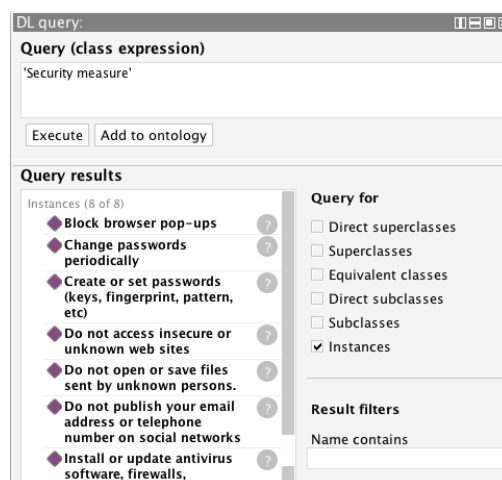 DL query:
Query (class expression)
'Security measure'
Execute Add to ontology
Query results
Instances (8 of 8)
Block browser pop-ups
?
Change passwords
periodically
?
Create or set passwords
(keys, fingerprint, pattern,
etc)
?
Do not access insecure or
unknown web sites
?
Do not open or save files
sent by unknown persons.
?
Do not publish your email
address or telephone
number on social networks
?
Install or update antivirus
software, firewalls,
?
Query for
Direct superclasses
Superclasses
Equivalent classes
Direct subclasses
Subclasses
Instances
Result filters
Name contains